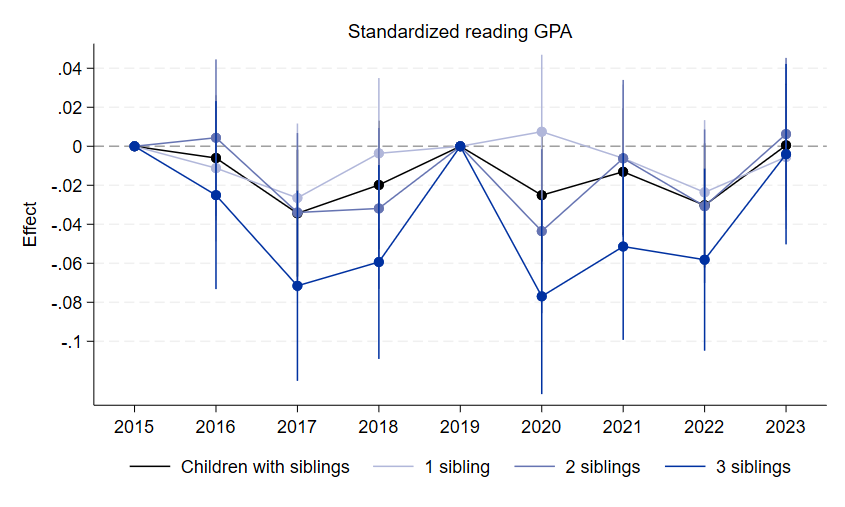 Standardized reading GPA
.04
.02
0
-.02
-.04
-.06
-.08
-.1
Effect
2015 2016 2017 2018 2019 2020 2021 2022 2023
Children with siblings 1 sibling 2 siblings 3 siblings